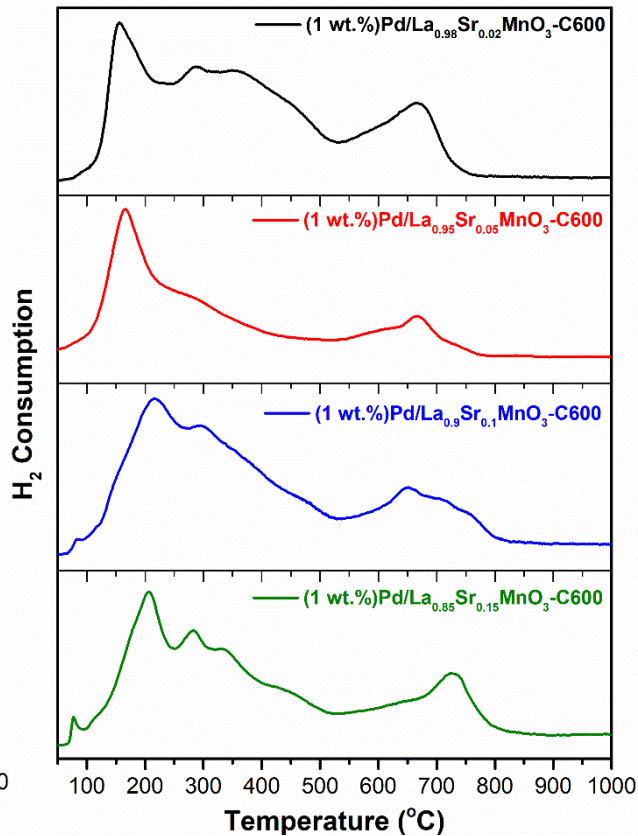 (1 wt.%)Pd/La0.98Sr0.02MnO3-C600
(1 wt.%)Pd/La0.95Sr0.05MnO3-C600
(1 wt.%)Pd/La0.9Sr0.1MnO3-C600
(1 wt.%)Pd/La0.85Sr0.15MnO3-C600
H2 Consumption
0
100 200 300 400 500 600 700 800 900 1000
Temperature (oC)